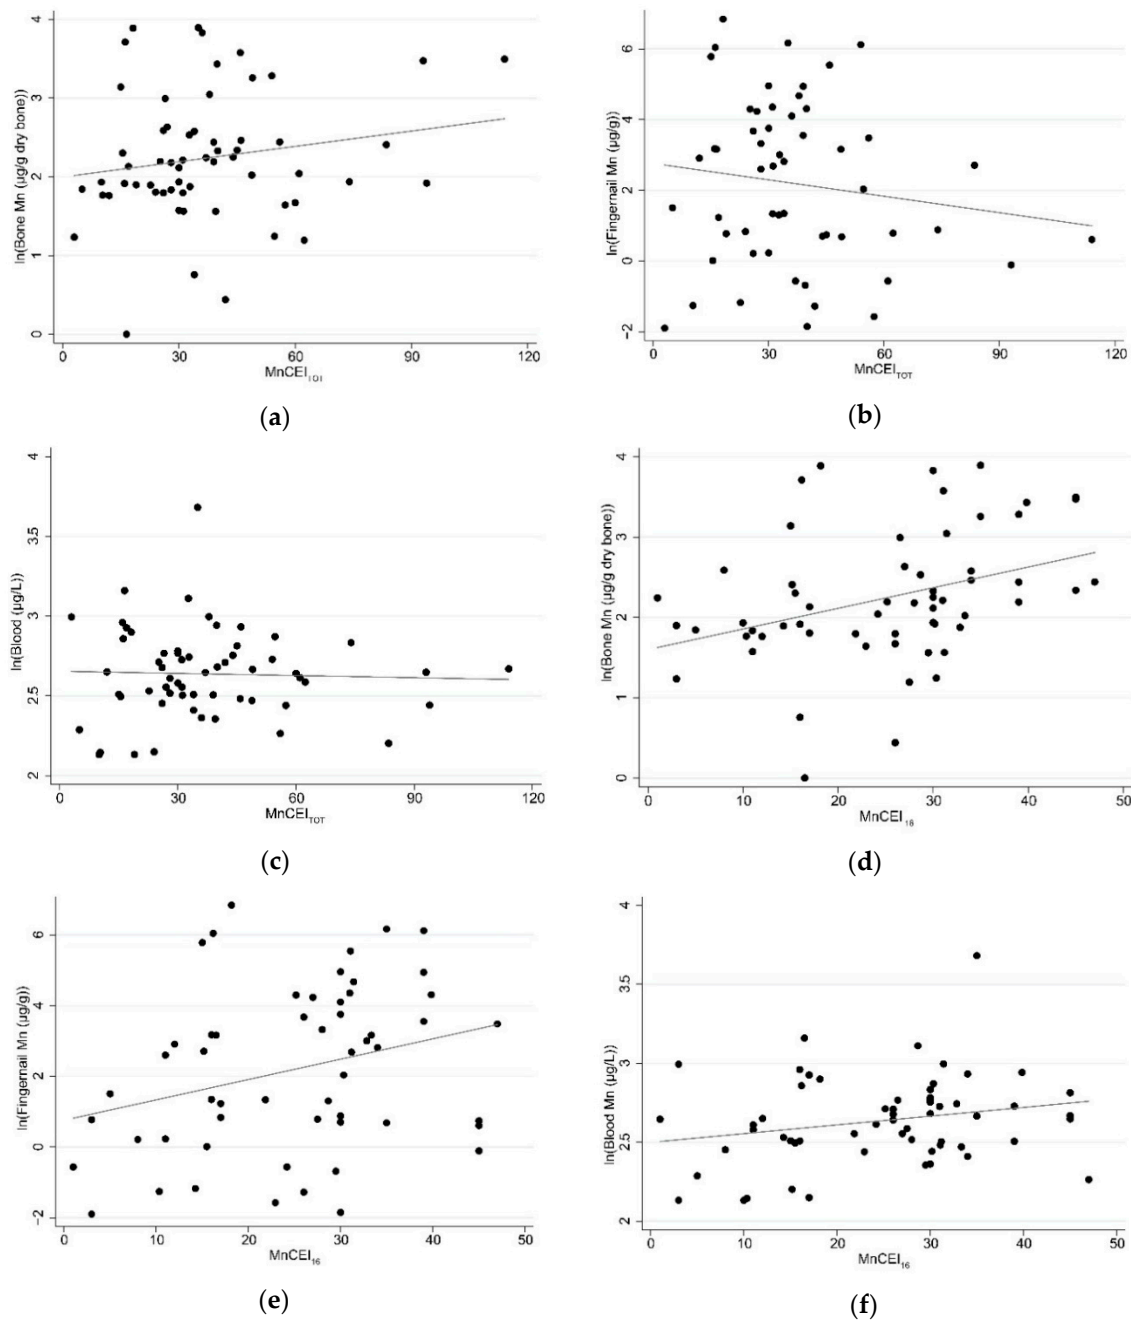 4
3
2
1
0
ln(Bone Mn (µg/g dry bone))
0 30 60 90 120
MnCEI_TOT
(a)
6
4
2
0
−2
ln(Fingernail Mn (µg/g))
0 30 60 90 120
MnCEI_TOT
(b)
4
3.5
3
2.5
2
ln(Blood (µg/L))
0 30 60 90 120
MnCEI_TOT
(c)
4
3
2
1
0
ln(Bone Mn (µg/g dry bone))
0 10 20 30 40 50
MnCEI_16
(d)
6
4
2
0
−2
ln(Fingernail Mn (µg/g))
0 10 20 30 40 50
MnCEI_16
(e)
4
3.5
3
2.5
2
ln(Blood Mn (µg/L))
0 10 20 30 40 50
MnCEI_16
(f)